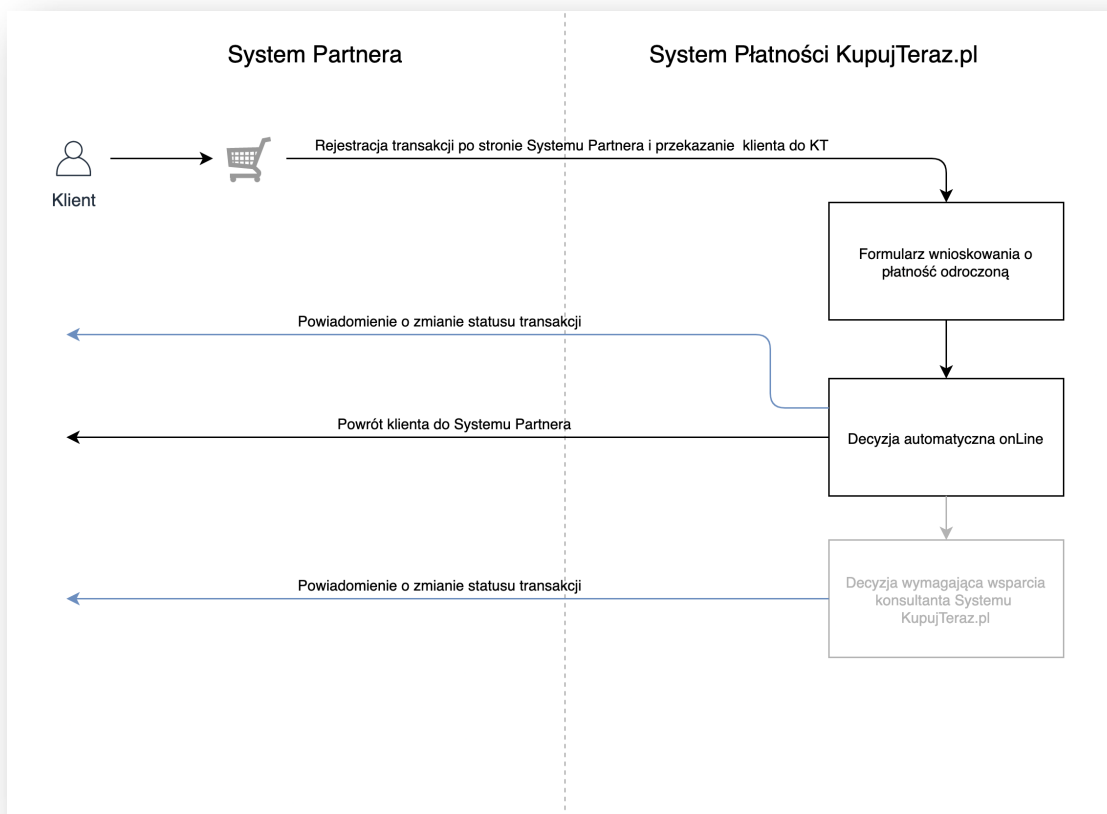 System Partnera
System Płatności KupujTeraz.pl
Rejestracja transakcji po stronie Systemu Partnera i przekazanie klienta do KT
Klient
Formularz wnioskowania o
płatność odroczoną
Powiadomienie o zmianie statusu transakcji
Powrót klienta do Systemu Partnera
Decyzja automatyczna onLine
Powiadomienie o zmianie statusu transakcji
Decyzja wymagająca wsparcia
konsultanta Systemu
KupujTeraz.pl